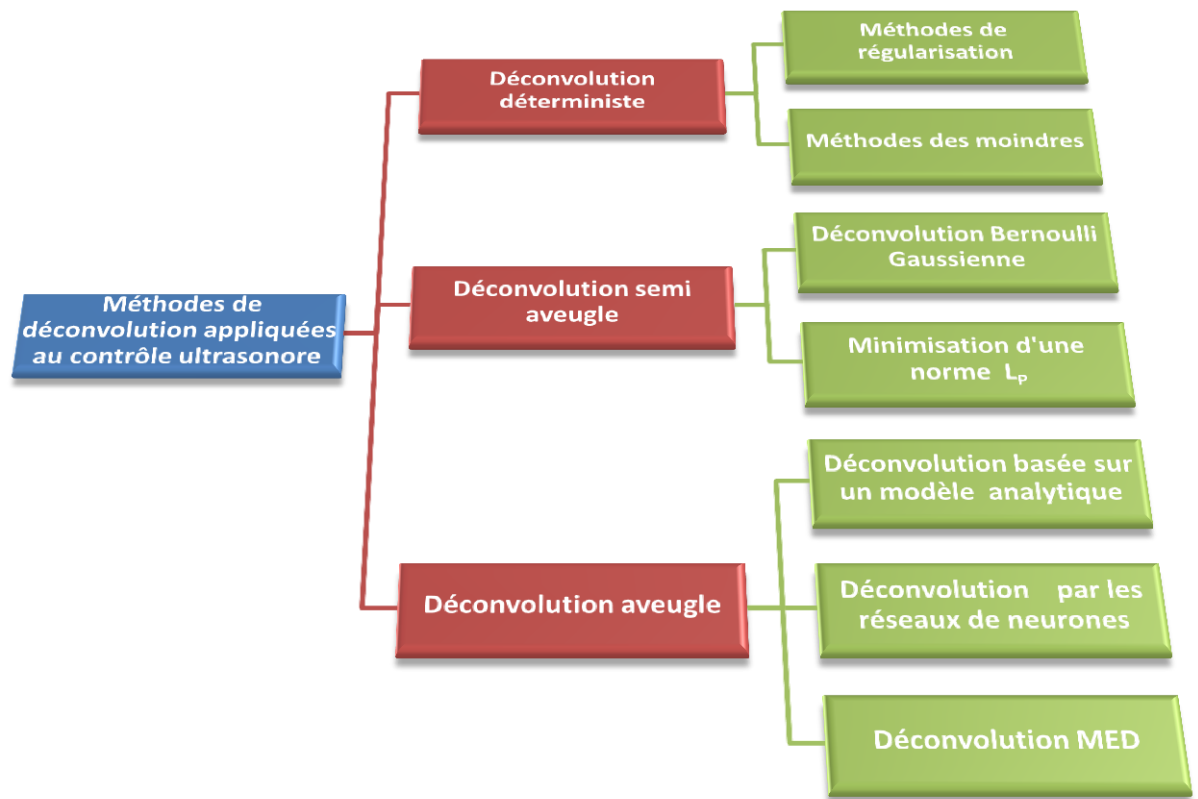 Méthodes de
déconvolution appliquées
au contrôle ultrasonore
Déconvolution
déterministe
Méthodes de
régularisation
Méthodes des moindres
Déconvolution semi
aveugle
Déconvolution Bernoulli
Gaussienne
Minimisation d'une
norme Lₚ
Déconvolution aveugle
Déconvolution basée sur
un modèle analytique
Déconvolution par les
réseaux de neurones
Déconvolution MED